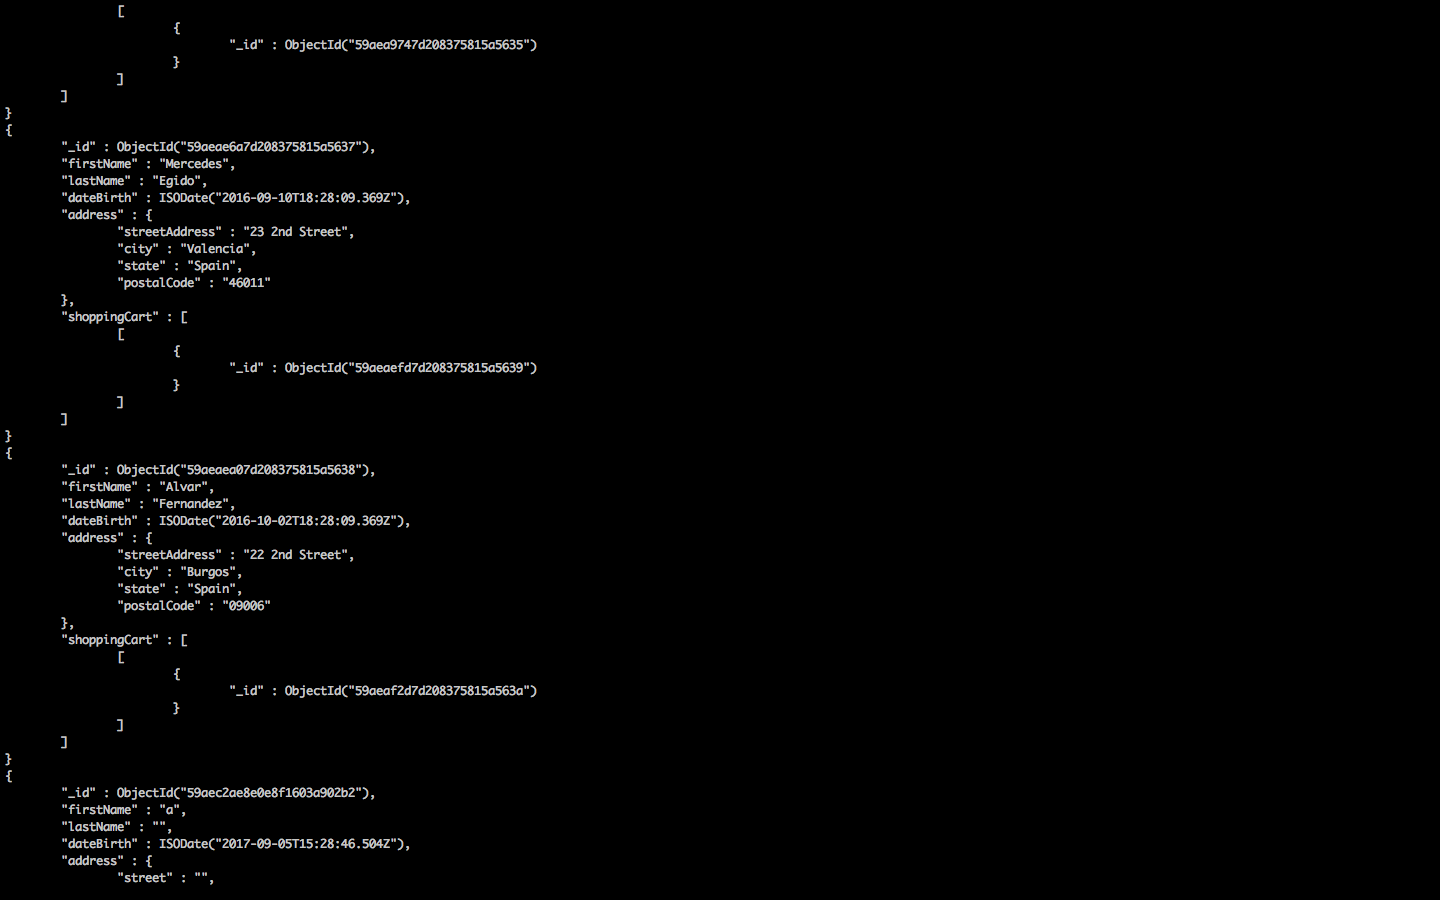 [
{
"_id" : ObjectId("59aea9747d208375815a5635")
}
]
]
}
{
"_id" : ObjectId("59aeae6a7d208375815a5637"),
"firstName" : "Mercedes",
"lastName" : "Egido",
"dateBirth" : ISODate("2016-09-10T18:28:09.369Z"),
"address" : {
"streetAddress" : "23 2nd Street",
"city" : "Valencia",
"state" : "Spain",
"postalCode" : "46011"
},
"shoppingCart" : [
[
{
"_id" : ObjectId("59aeaefd7d208375815a5639")
}
]
]
}
{
"_id" : ObjectId("59aeaea07d208375815a5638"),
"firstName" : "Alvar",
"lastName" : "Fernandez",
"dateBirth" : ISODate("2016-10-02T18:28:09.369Z"),
"address" : {
"streetAddress" : "22 2nd Street",
"city" : "Burgos",
"state" : "Spain",
"postalCode" : "09006"
},
"shoppingCart" : [
[
{
"_id" : ObjectId("59aeaf2d7d208375815a563a")
}
]
]
}
{
"_id" : ObjectId("59aec2ae8e0e8f1603a902b2"),
"firstName" : "a",
"lastName" : "",
"dateBirth" : ISODate("2017-09-05T15:28:46.504Z"),
"address" : {
"street" : "",